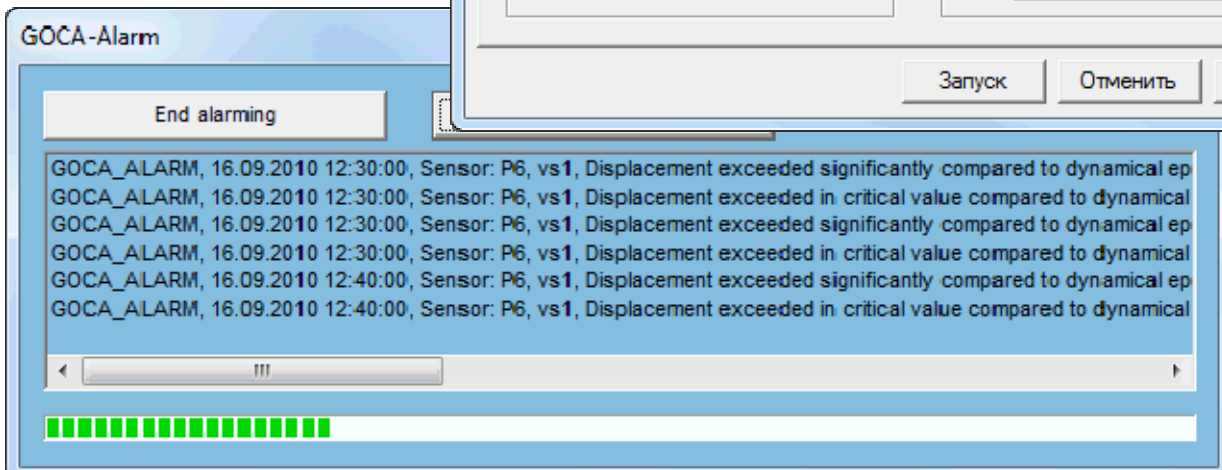 GOCA-Alarm
Запуск
Отменить
End alarming
GOCA_ALARM, 16.09.2010 12:30:00, Sensor: P6, vs1, Displacement exceeded significantly compared to dynamical ep
GOCA_ALARM, 16.09.2010 12:30:00, Sensor: P6, vs1, Displacement exceeded in critical value compared to dynamical
GOCA_ALARM, 16.09.2010 12:30:00, Sensor: P6, vs1, Displacement exceeded significantly compared to dynamical ep
GOCA_ALARM, 16.09.2010 12:30:00, Sensor: P6, vs1, Displacement exceeded in critical value compared to dynamical
GOCA_ALARM, 16.09.2010 12:40:00, Sensor: P6, vs1, Displacement exceeded significantly compared to dynamical ep
GOCA_ALARM, 16.09.2010 12:40:00, Sensor: P6, vs1, Displacement exceeded in critical value compared to dynamical